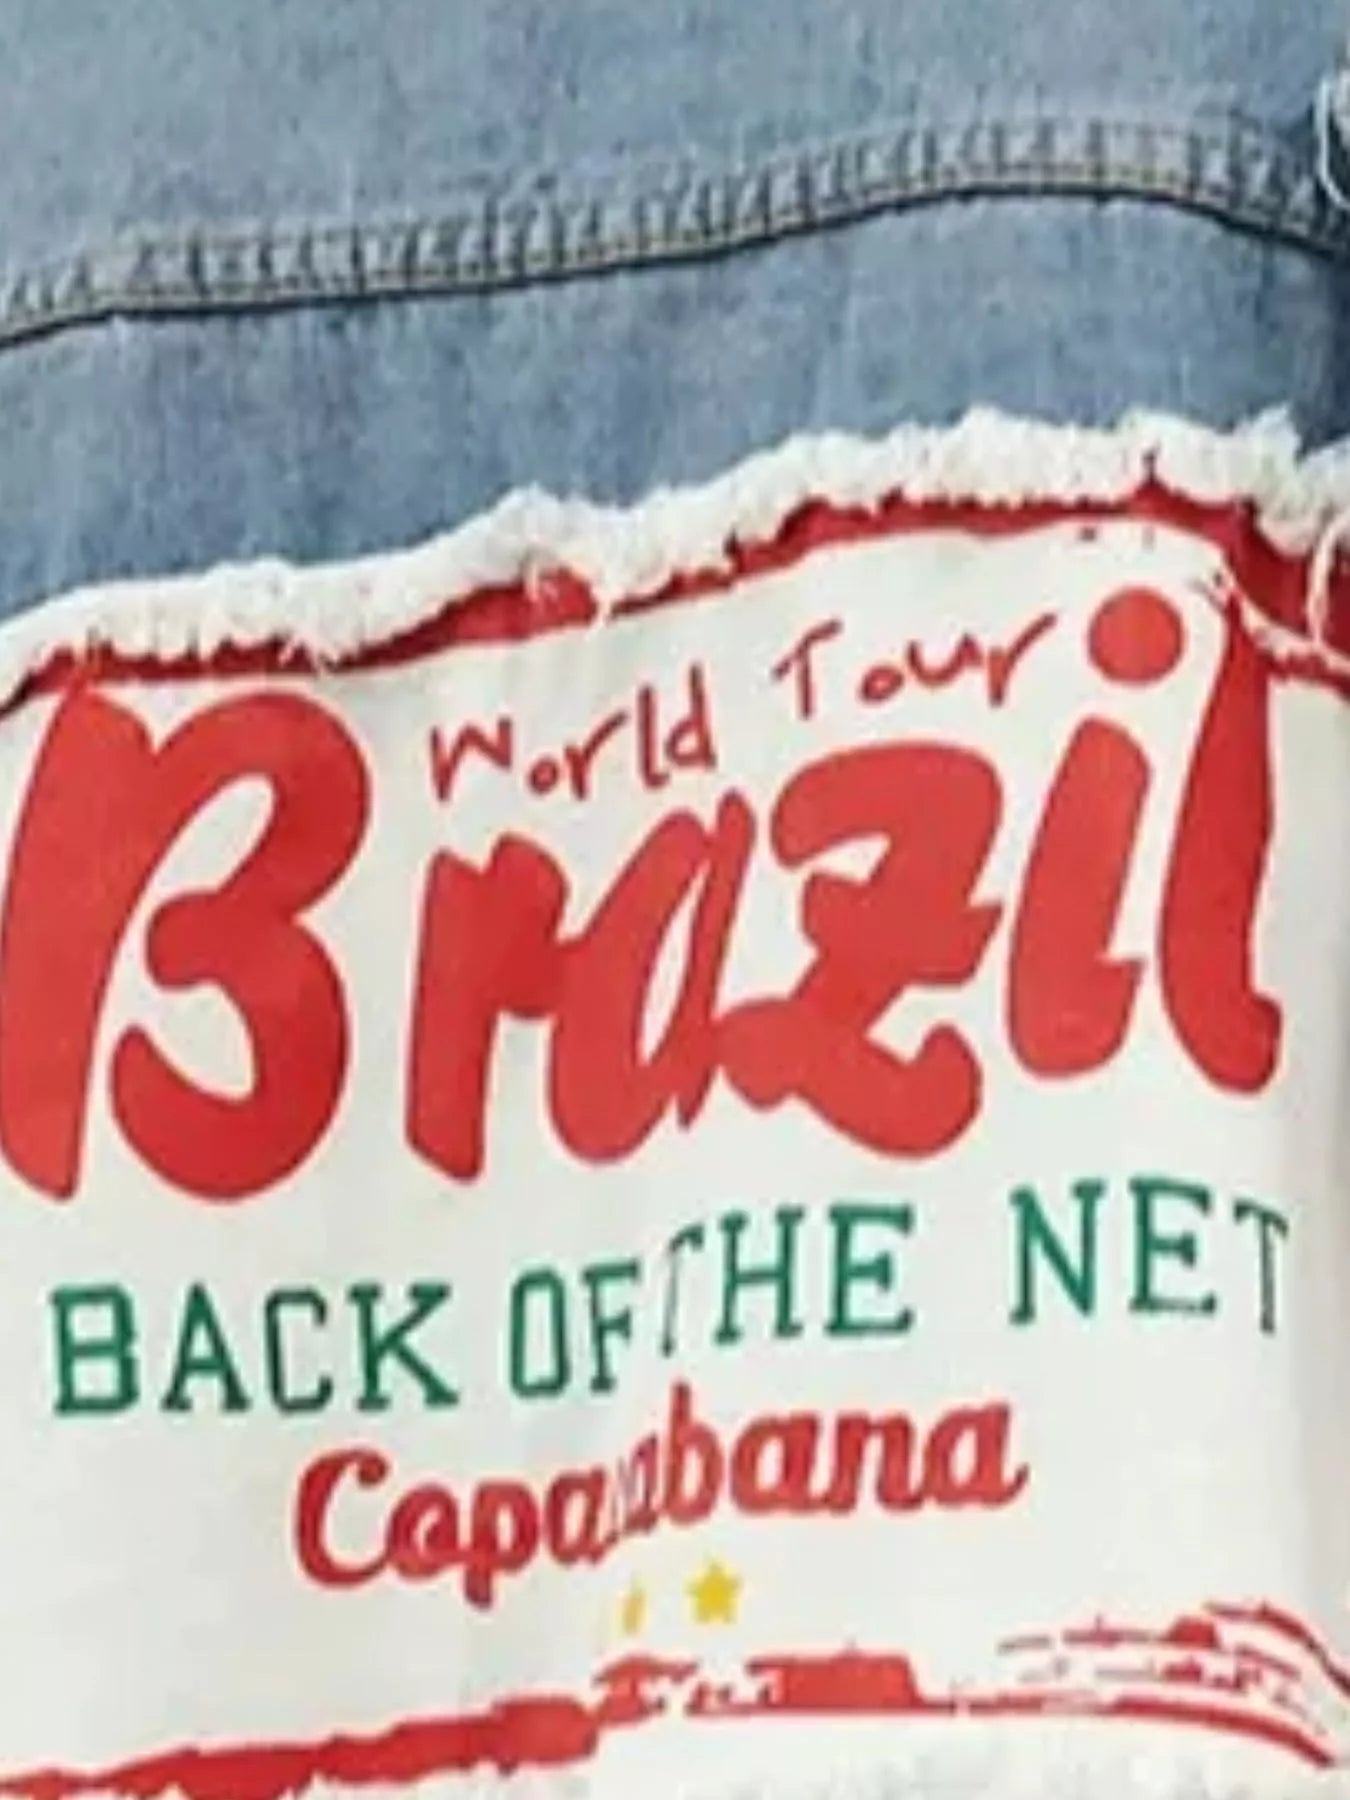 World Tour
Brazil
BACK OF THE NET
Copacabana